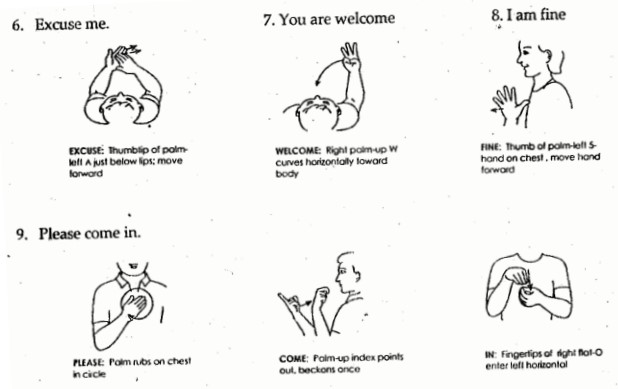 6. Excuse me.
7. You are welcome
8. I am fine
EXCUSE: Thumbtip of palm-
left A just below lips; move
forward
WELCOME: Right palm-up W
curves horizontally toward
body
FINE: Thumb of palm-left 5-
hand on chest, move hand
forward
9. Please come in.
PLEASE: Palm rubs on chest
in circle
COME: Palm-up index points
out, beckons once
IN: Fingertips of right flat-O
enter left horizontal